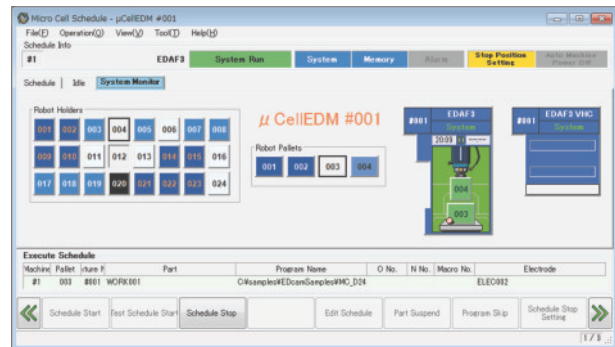 Micro Cell Schedule - μCellEDM #001
File(F) Operation(O) View(V) Tool(T) Help(H)
Schedule Info
#1 EDAF3 System Run System Memory Alarm Stop Position Setting Auto Machine Power Off
Schedule Idle System Monitor
Robot Holders
001 002 003 004 005 006 007 008
009 010 011 012 013 014 015 016
017 018 019 020 021 022 023 024
μ CellEDM #001
Robot Pallets
001 002 003 004
#001 EDAF3
System
20:09
004
003
#001 EDAF3 VHC
System
Execute Schedule
Machine Pallet Part Program Name O No. N No. Macro No. Electrode
#1 003 #001 WORK001 C:¥samples¥EDcamSamples¥MC_D24 ELEC002
Schedule Start Test Schedule Start Schedule Stop Edit Schedule Part Suspend Program Skip Schedule Stop Setting
1 / 3